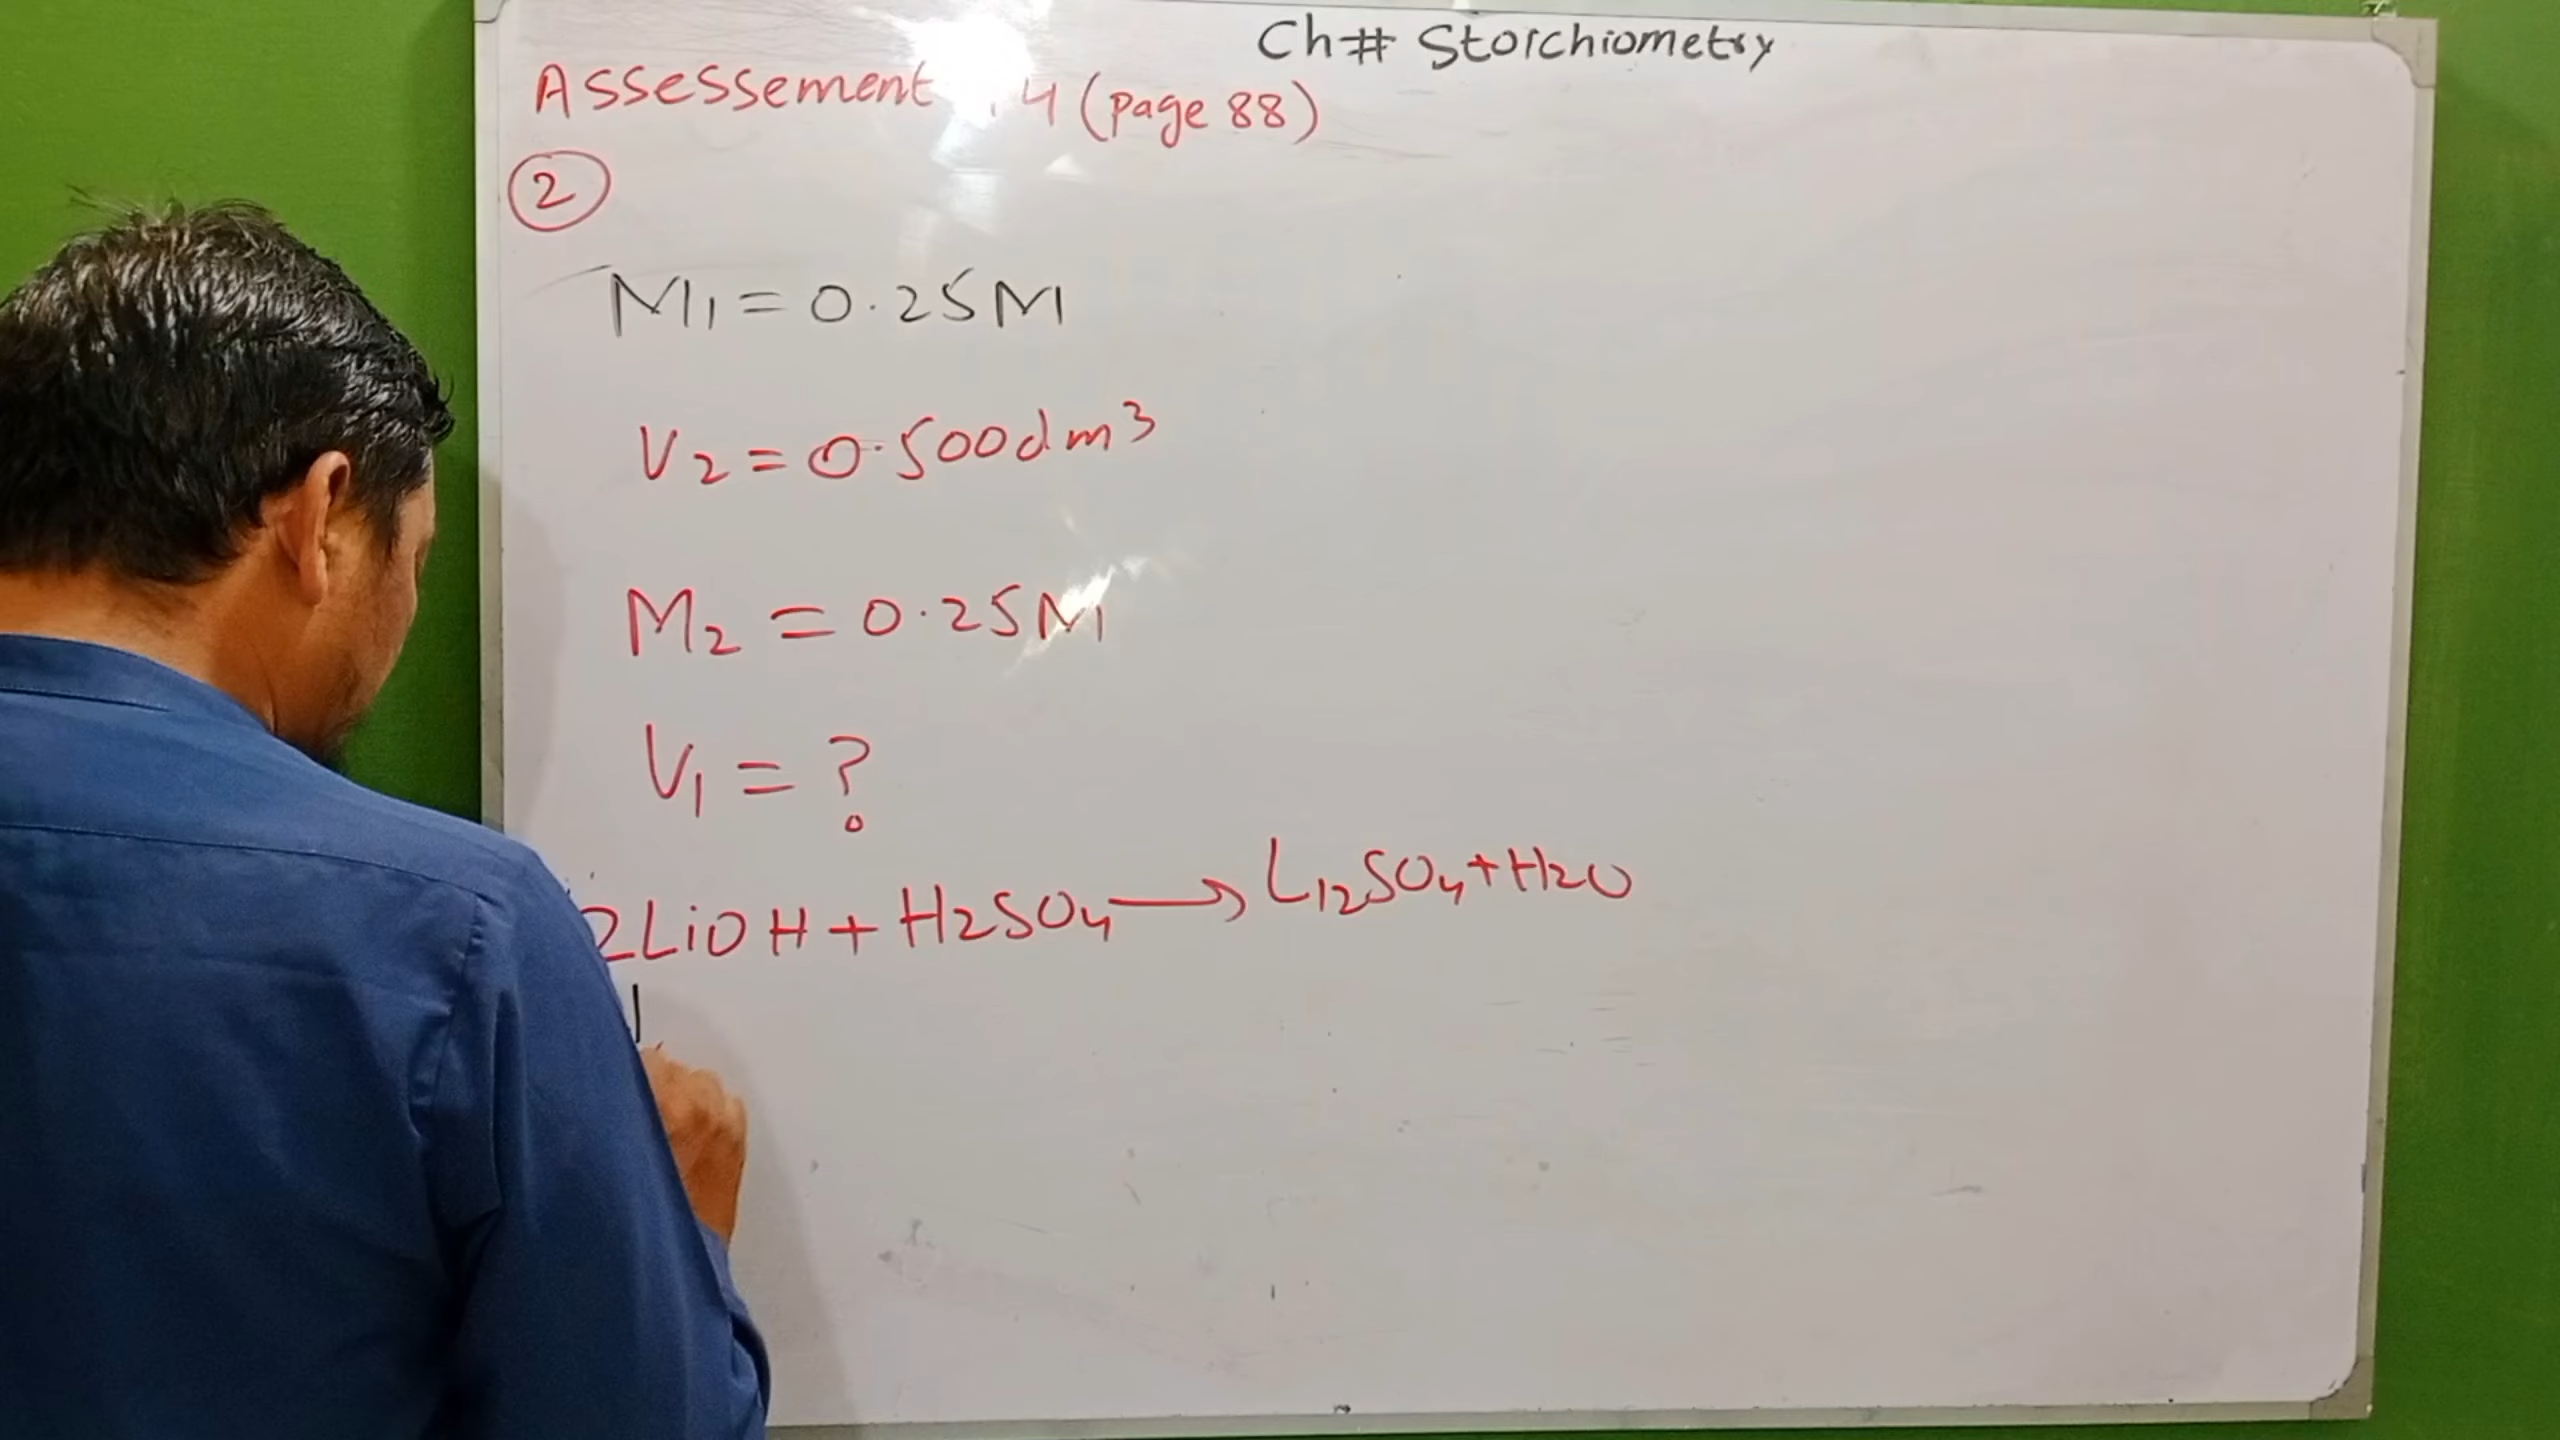 Ch# Stoichiometry
Assessement .4 (page 88)
2
M1 = 0.25M
V2 = 0.500dm³
M2 = 0.25M
V1 = ?
2LiOH + H2SO4 → Li2SO4 + H2O